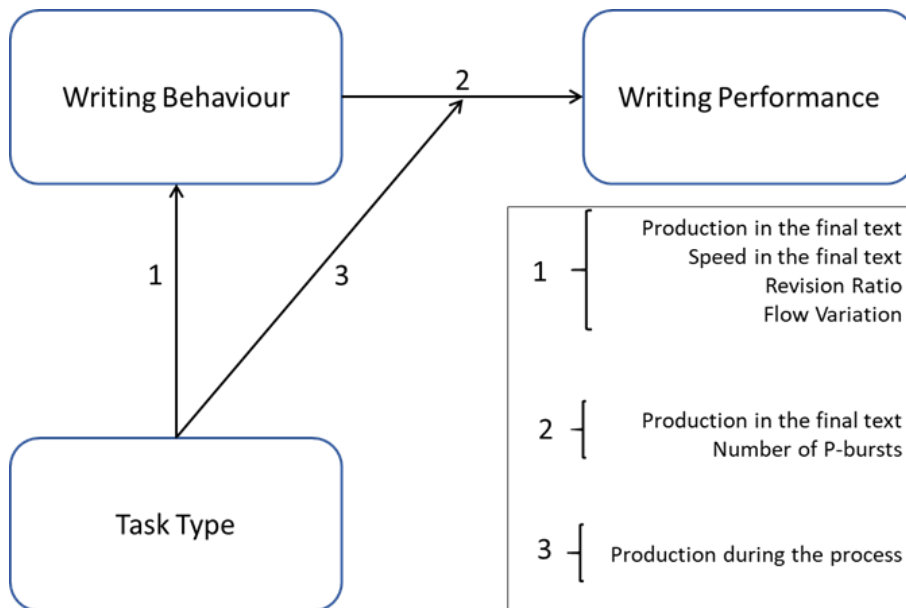 Writing Behaviour
2
Writing Performance
1
3
Task Type
1
Production in the final text
Speed in the final text
Revision Ratio
Flow Variation
2
Production in the final text
Number of P-bursts
3
Production during the process